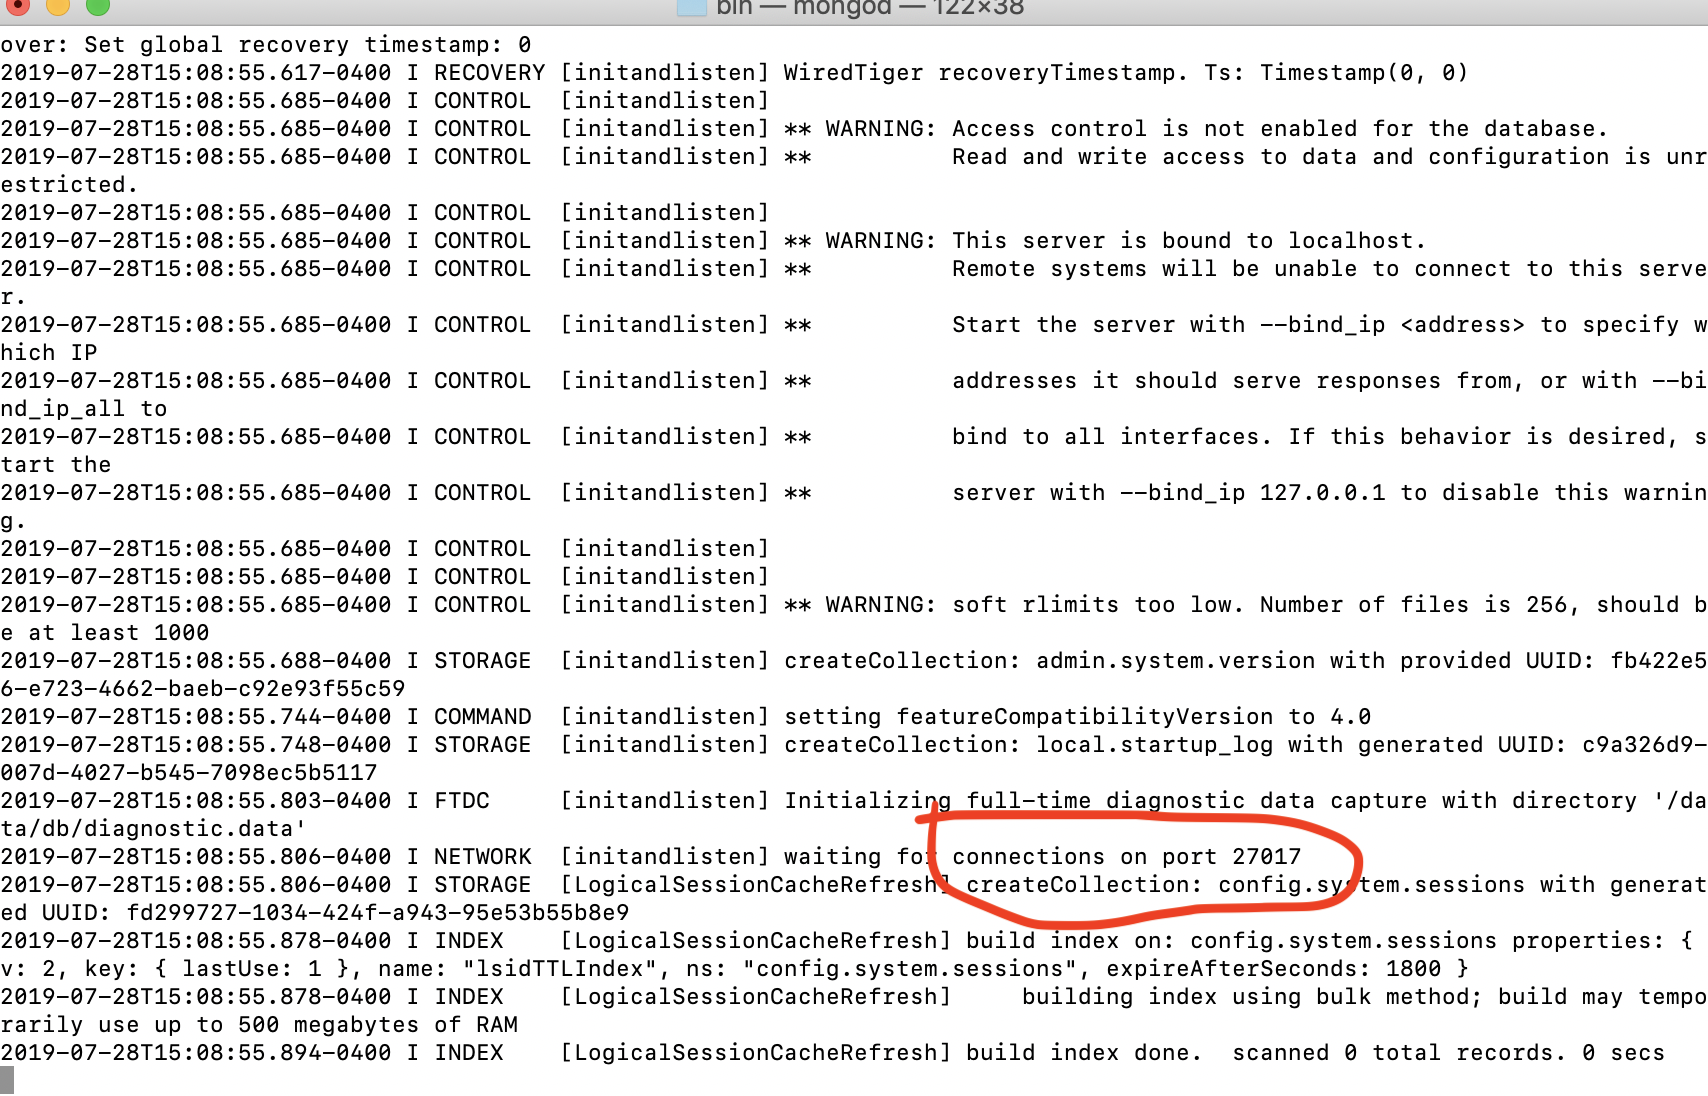 bin — mongod — 122×38
over: Set global recovery timestamp: 0
2019-07-28T15:08:55.617-0400 I RECOVERY [initandlisten] WiredTiger recoveryTimestamp. Ts: Timestamp(0, 0)
2019-07-28T15:08:55.685-0400 I CONTROL  [initandlisten]
2019-07-28T15:08:55.685-0400 I CONTROL  [initandlisten] ** WARNING: Access control is not enabled for the database.
2019-07-28T15:08:55.685-0400 I CONTROL  [initandlisten] **          Read and write access to data and configuration is unr
estricted.
2019-07-28T15:08:55.685-0400 I CONTROL  [initandlisten]
2019-07-28T15:08:55.685-0400 I CONTROL  [initandlisten] ** WARNING: This server is bound to localhost.
2019-07-28T15:08:55.685-0400 I CONTROL  [initandlisten] **          Remote systems will be unable to connect to this serve
r.
2019-07-28T15:08:55.685-0400 I CONTROL  [initandlisten] **          Start the server with --bind_ip <address> to specify w
hich IP
2019-07-28T15:08:55.685-0400 I CONTROL  [initandlisten] **          addresses it should serve responses from, or with --bi
nd_ip_all to
2019-07-28T15:08:55.685-0400 I CONTROL  [initandlisten] **          bind to all interfaces. If this behavior is desired, s
tart the
2019-07-28T15:08:55.685-0400 I CONTROL  [initandlisten] **          server with --bind_ip 127.0.0.1 to disable this warnin
g.
2019-07-28T15:08:55.685-0400 I CONTROL  [initandlisten]
2019-07-28T15:08:55.685-0400 I CONTROL  [initandlisten]
2019-07-28T15:08:55.685-0400 I CONTROL  [initandlisten] ** WARNING: soft rlimits too low. Number of files is 256, should b
e at least 1000
2019-07-28T15:08:55.688-0400 I STORAGE  [initandlisten] createCollection: admin.system.version with provided UUID: fb422e5
6-e723-4662-baeb-c92e93f55c59
2019-07-28T15:08:55.744-0400 I COMMAND  [initandlisten] setting featureCompatibilityVersion to 4.0
2019-07-28T15:08:55.748-0400 I STORAGE  [initandlisten] createCollection: local.startup_log with generated UUID: c9a326d9-
007d-4027-b545-7098ec5b5117
2019-07-28T15:08:55.803-0400 I FTDC     [initandlisten] Initializing full-time diagnostic data capture with directory '/da
ta/db/diagnostic.data'
2019-07-28T15:08:55.806-0400 I NETWORK  [initandlisten] waiting for connections on port 27017
2019-07-28T15:08:55.806-0400 I STORAGE  [LogicalSessionCacheRefresh] createCollection: config.system.sessions with generat
ed UUID: fd299727-1034-424f-a943-95e53b55b8e9
2019-07-28T15:08:55.878-0400 I INDEX    [LogicalSessionCacheRefresh] build index on: config.system.sessions properties: {
v: 2, key: { lastUse: 1 }, name: "lsidTTLIndex", ns: "config.system.sessions", expireAfterSeconds: 1800 }
2019-07-28T15:08:55.878-0400 I INDEX    [LogicalSessionCacheRefresh]     building index using bulk method; build may tempo
rarily use up to 500 megabytes of RAM
2019-07-28T15:08:55.894-0400 I INDEX    [LogicalSessionCacheRefresh] build index done.  scanned 0 total records. 0 secs